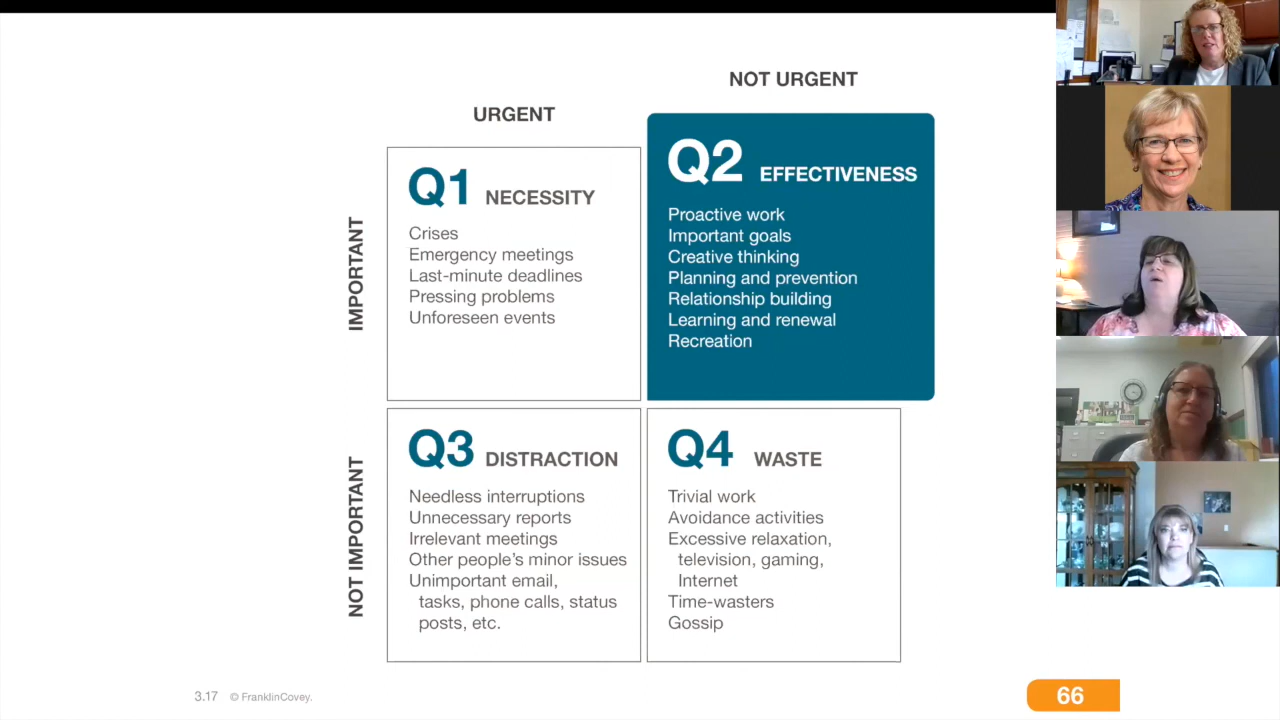 NOT URGENT
URGENT
IMPORTANT
Q1 NECESSITY
Crises
Emergency meetings
Last-minute deadlines
Pressing problems
Unforeseen events
Q2 EFFECTIVENESS
Proactive work
Important goals
Creative thinking
Planning and prevention
Relationship building
Learning and renewal
Recreation
NOT IMPORTANT
Q3 DISTRACTION
Needless interruptions
Unnecessary reports
Irrelevant meetings
Other people's minor issues
Unimportant email,
tasks, phone calls, status
posts, etc.
Q4 WASTE
Trivial work
Avoidance activities
Excessive relaxation,
television, gaming,
Internet
Time-wasters
Gossip
3.17 © FranklinCovey.
66